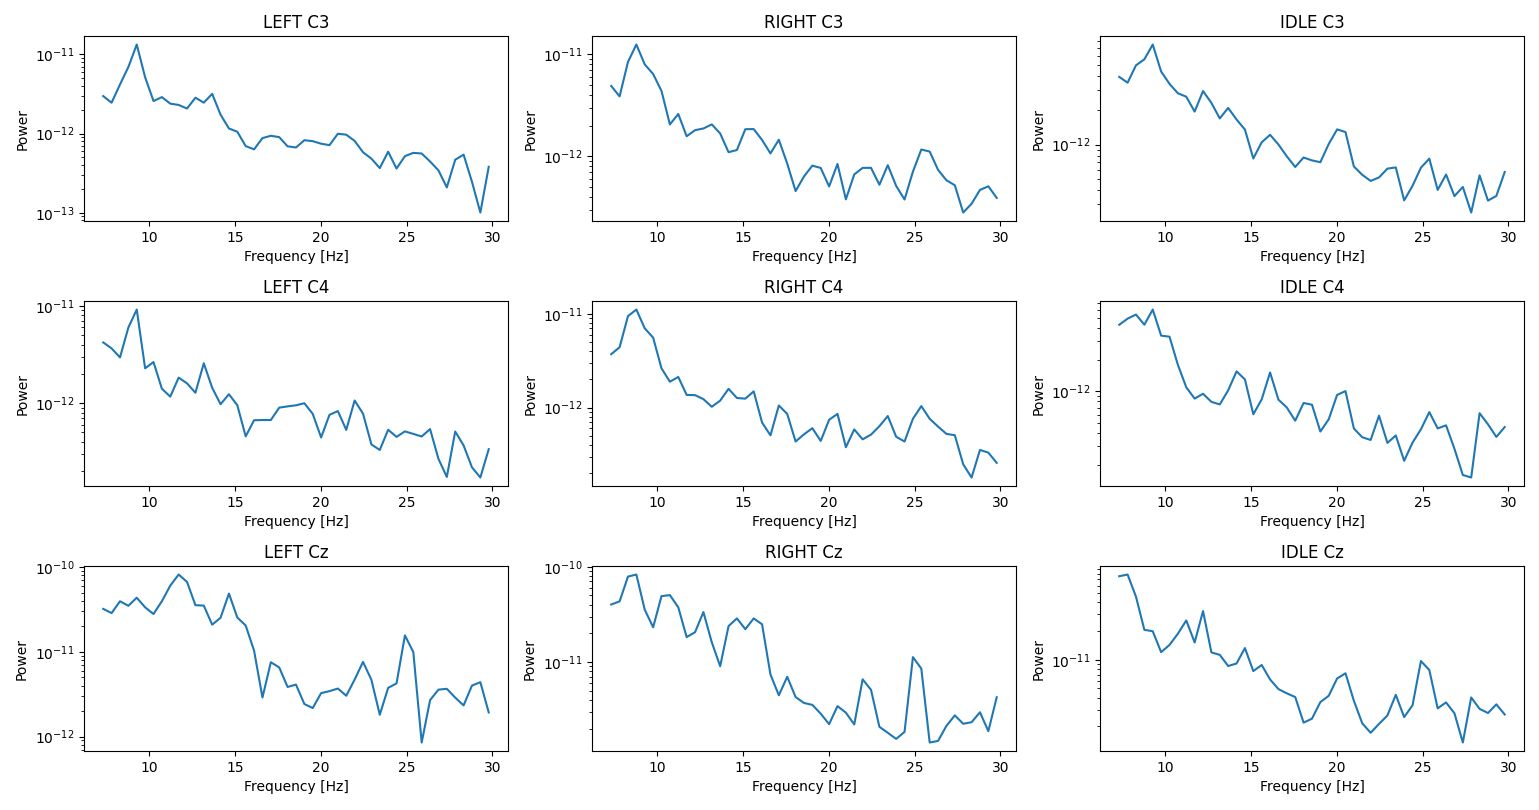 LEFT C3 RIGHT C3 IDLE C3
Power 10⁻¹¹ 10⁻¹² 10⁻¹³ Power 10⁻¹¹ 10⁻¹² Power 10⁻¹²
10 15 20 25 30 10 15 20 25 30 10 15 20 25 30
Frequency [Hz] Frequency [Hz] Frequency [Hz]
LEFT C4 RIGHT C4 IDLE C4
Power 10⁻¹¹ 10⁻¹² Power 10⁻¹¹ 10⁻¹² Power 10⁻¹²
10 15 20 25 30 10 15 20 25 30 10 15 20 25 30
Frequency [Hz] Frequency [Hz] Frequency [Hz]
LEFT Cz RIGHT Cz IDLE Cz
Power 10⁻¹⁰ 10⁻¹¹ 10⁻¹² Power 10⁻¹⁰ 10⁻¹¹ Power 10⁻¹¹
10 15 20 25 30 10 15 20 25 30 10 15 20 25 30
Frequency [Hz] Frequency [Hz] Frequency [Hz]